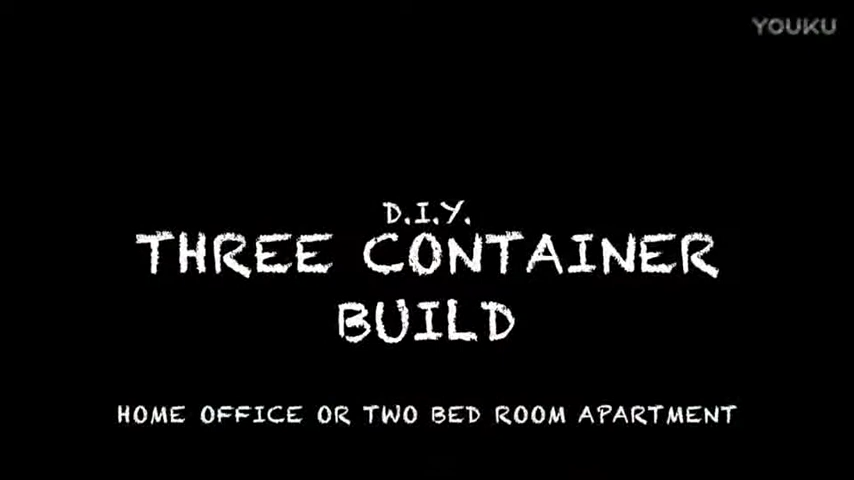 YOUKU
D.I.Y.
THREE CONTAINER
BUILD
HOME OFFICE OR TWO BED ROOM APARTMENT